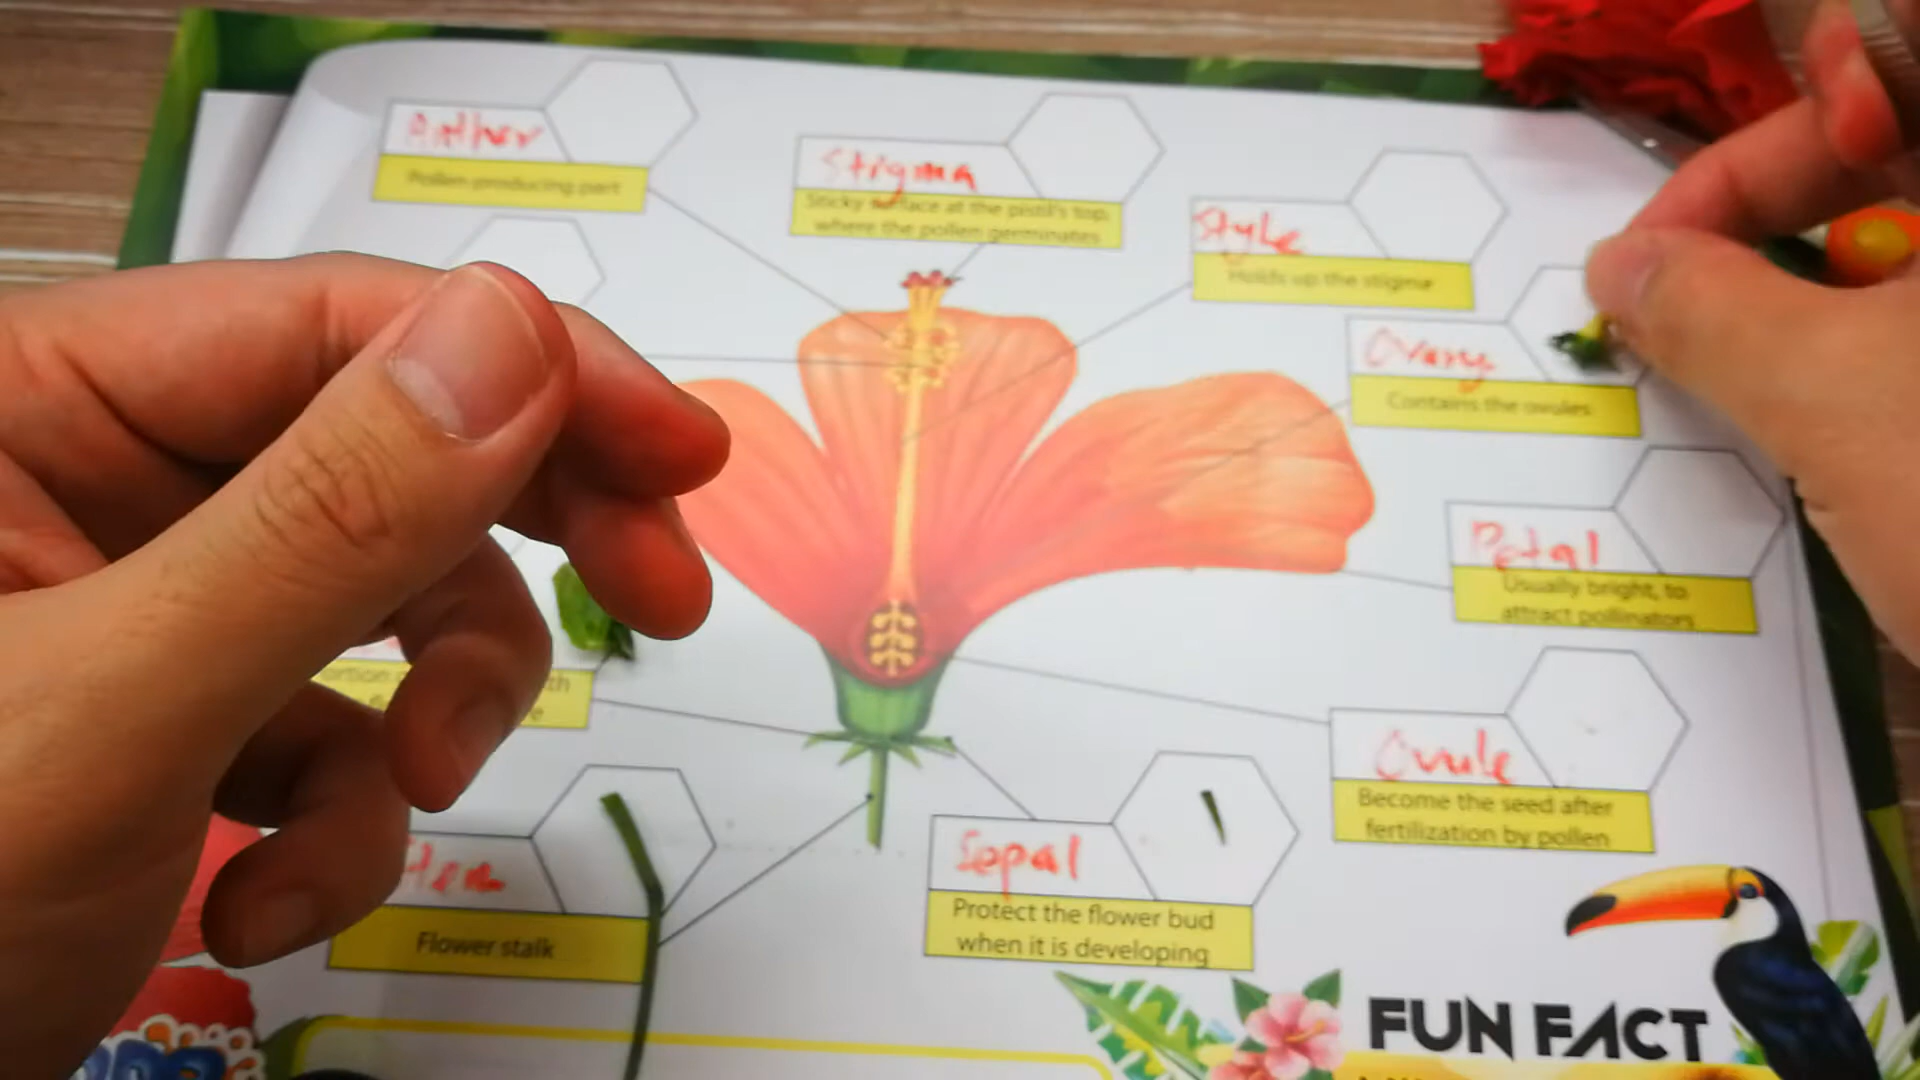 Anther
Pollen-producing part
Stigma
Sticky surface at the pistil's top,
where the pollen germinates
Style
Holds up the stigma
Ovary
Contains the ovules
Petal
Usually bright, to
attract pollinators
Ovule
Become the seed after
fertilization by pollen
Stem
Flower stalk
Sepal
Protect the flower bud
when it is developing
FUN FACT